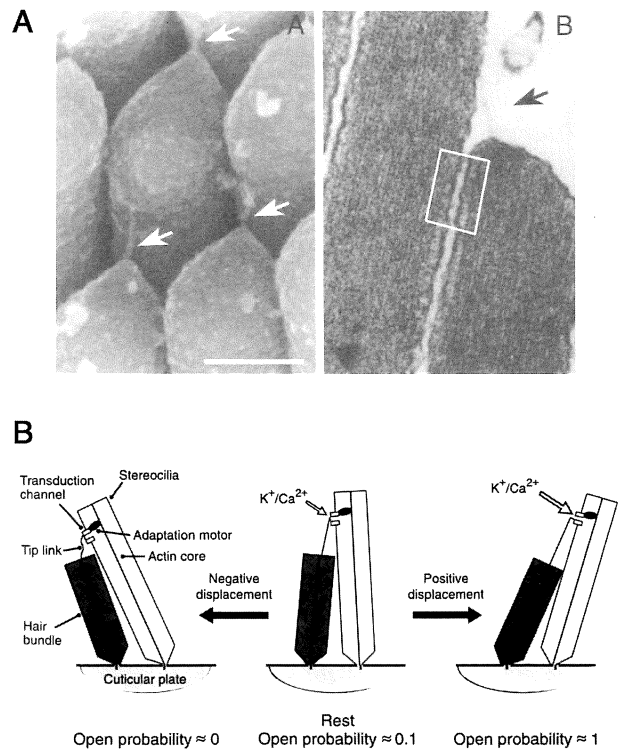 A
A
B
B
Transduction
channel
Stereocilia
Adaptation motor
Tip link
Actin core
Hair
bundle
Cuticular plate
Negative
displacement
K+/Ca2+
Positive
displacement
K+/Ca2+
Open probability ≈ 0
Rest
Open probability ≈ 0.1
Open probability ≈ 1